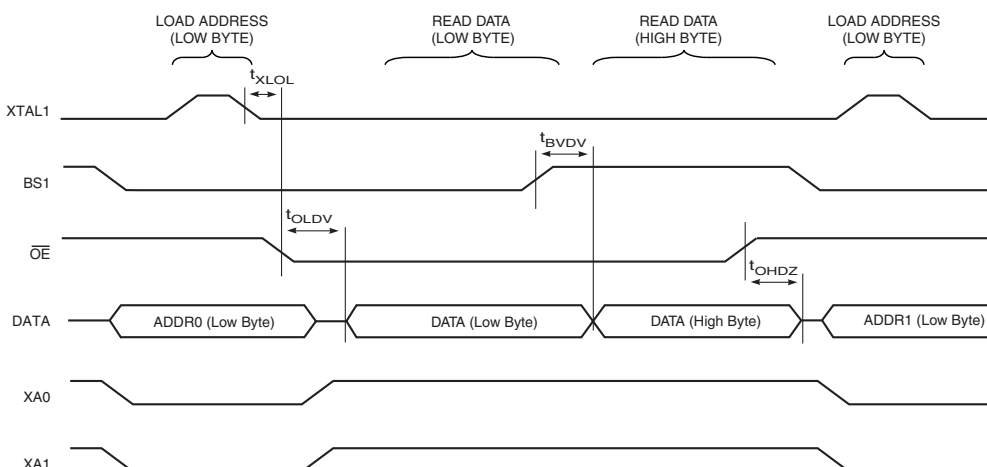 LOAD ADDRESS
(LOW BYTE)
READ DATA
(LOW BYTE)
READ DATA
(HIGH BYTE)
LOAD ADDRESS
(LOW BYTE)
tXLOL
XTAL1
tBVDV
BS1
tOLDV
OE
tOHDZ
DATA
ADDR0 (Low Byte)
DATA (Low Byte)
DATA (High Byte)
ADDR1 (Low Byte)
XA0
XA1